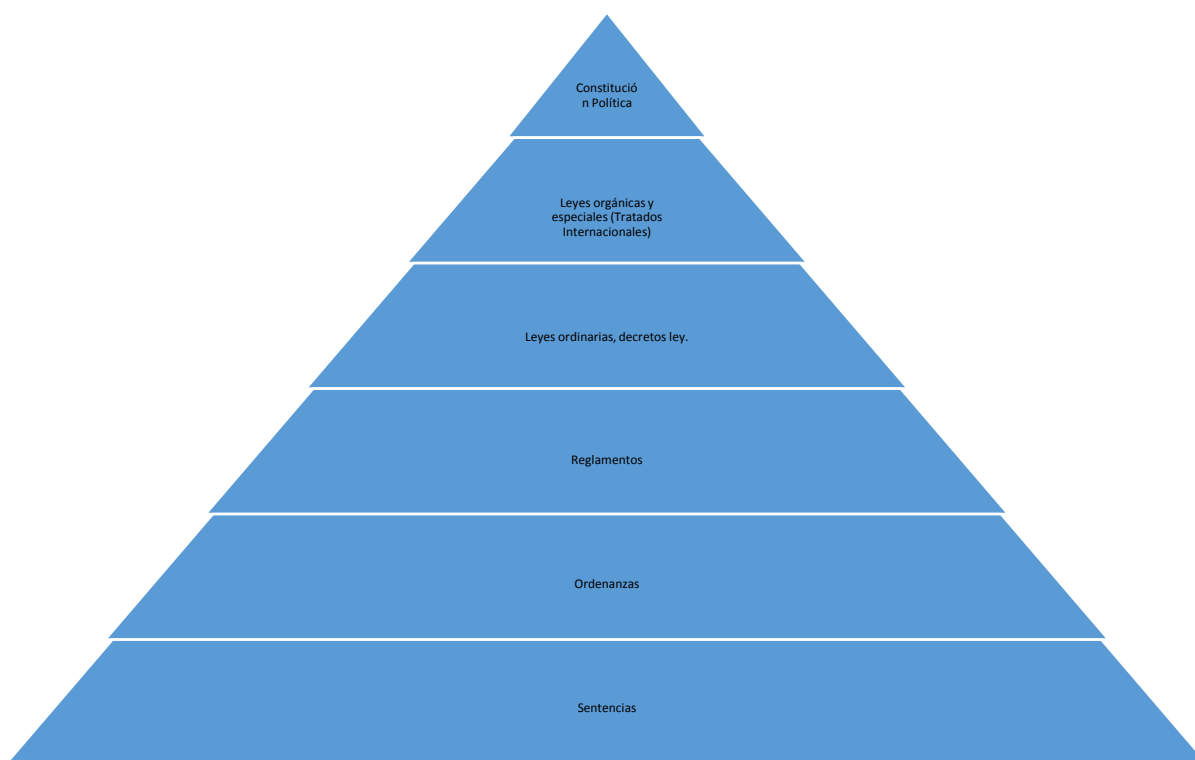 Constitució
n Política
Leyes orgánicas y
especiales (Tratados
Internacionales)
Leyes ordinarias, decretos ley.
Reglamentos
Ordenanzas
Sentencias